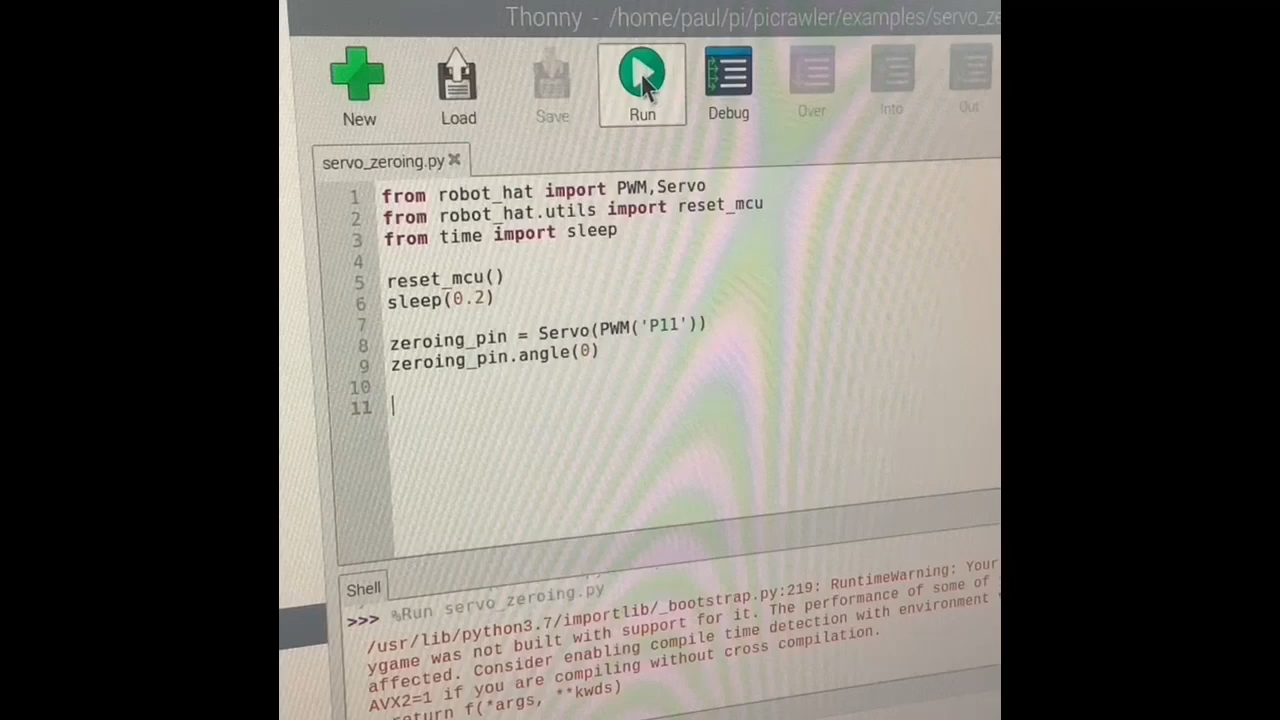 Thonny - /home/paul/pi/picrawler/examples/servo_ze
New Load Save Run Debug Over Into Out
servo_zeroing.py
1 from robot_hat import PWM,Servo
2 from robot_hat.utils import reset_mcu
3 from time import sleep
4
5 reset_mcu()
6 sleep(0.2)
7
8 zeroing_pin = Servo(PWM('P11'))
9 zeroing_pin.angle(0)
10
11
Shell
>>> %Run servo_zeroing.py
/usr/lib/python3.7/importlib/_bootstrap.py:219: RuntimeWarning: Your
ygame was not built with support for it. The performance of some of
affected. Consider enabling compile time detection with environment
AVX2=1 if you are compiling without cross compilation.
return f(*args, **kwds)